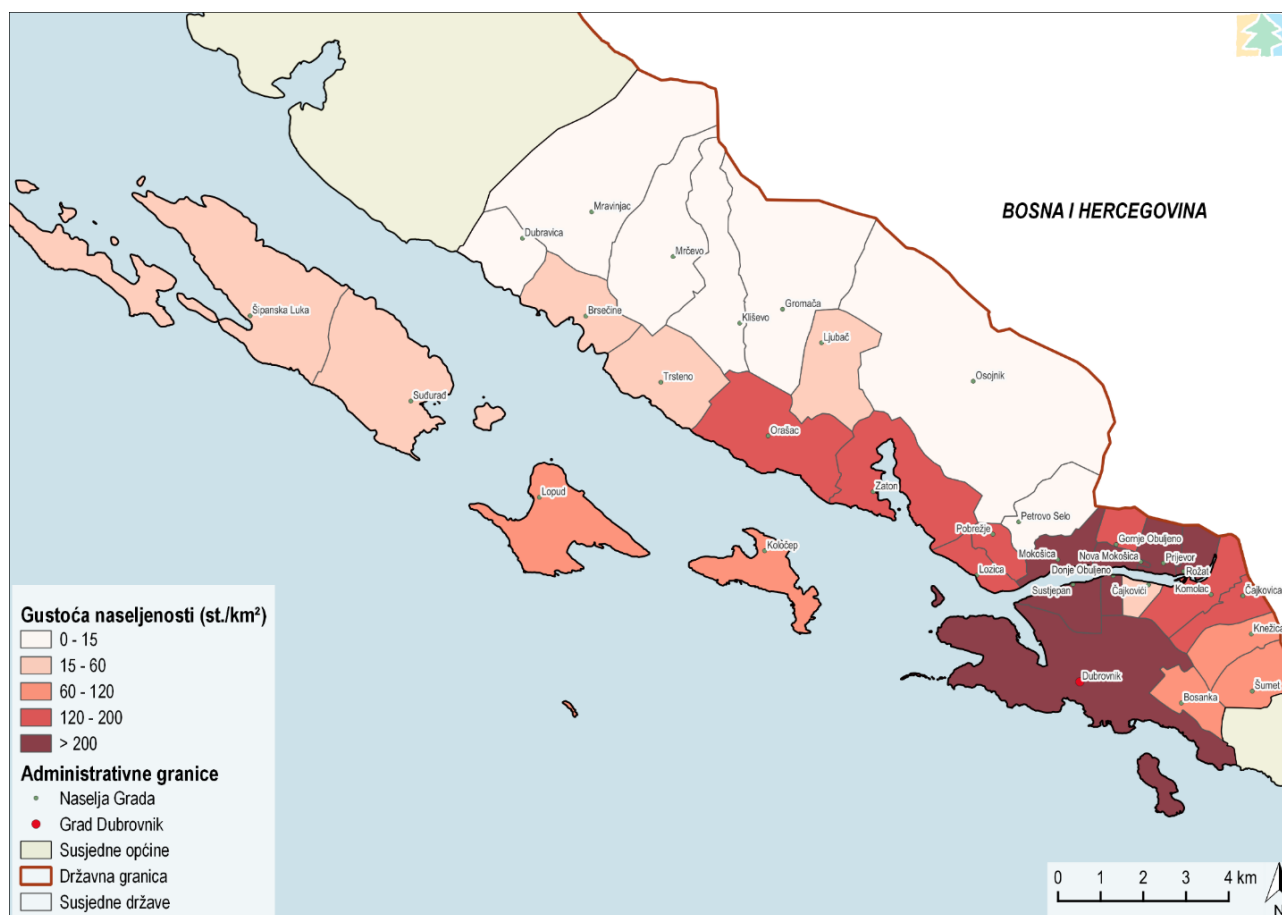 BOSNA I HERCEGOVINA
Mravinjac
Dubravica
Mrčevo
Gromača
Šipanska Luka
Brsečine
Kliševo
Ljubač
Trsteno
Osojnik
Suđurađ
Orašac
Zaton
Lopud
Petrovo Selo
Pobrežje
Gornje Obuljeno
Koločep
Mokošica
Nova Mokošica
Prijevor
Lozica
Donje Obuljeno
Rožat
Sustjepan
Čajkovići
Komolac
Čajkovica
Knežica
Dubrovnik
Šumet
Bosanka
Gustoća naseljenosti (st./km²)
0 - 15
15 - 60
60 - 120
120 - 200
> 200
Administrativne granice
Naselja Grada
Grad Dubrovnik
Susjedne općine
Državna granica
Susjedne države
0 1 2 3 4 km
N